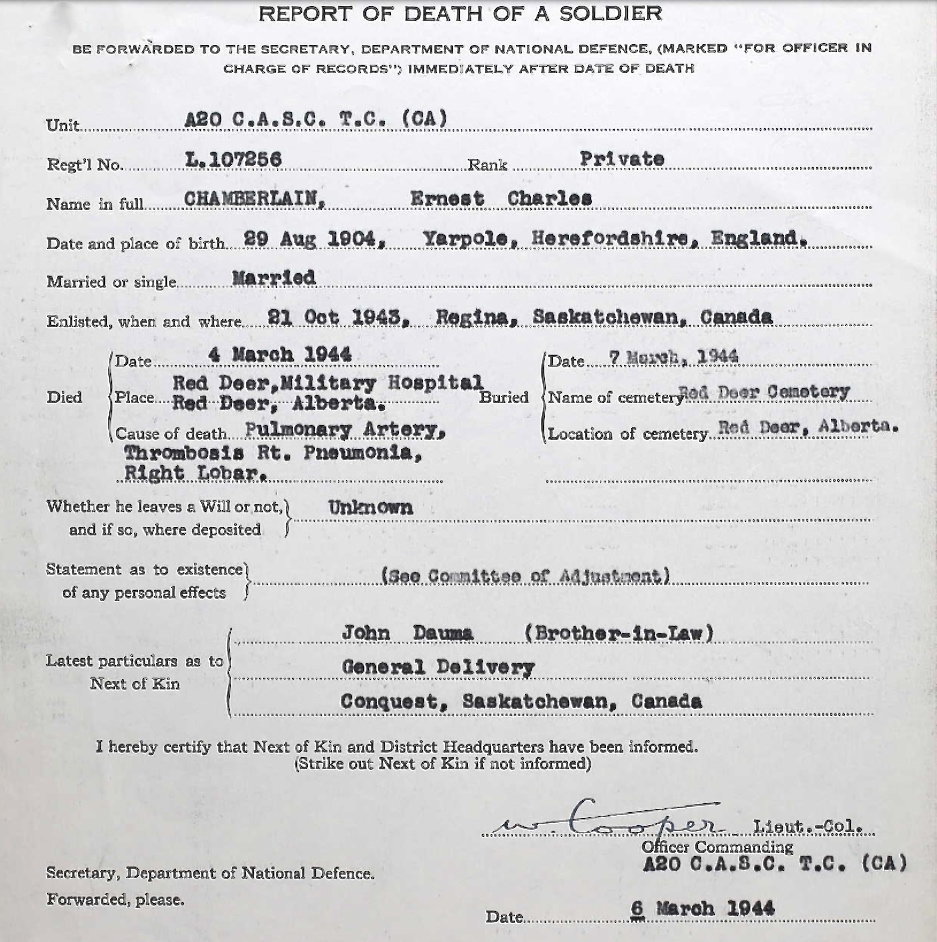 REPORT OF DEATH OF A SOLDIER
BE FORWARDED TO THE SECRETARY, DEPARTMENT OF NATIONAL DEFENCE, (MARKED "FOR OFFICER IN
CHARGE OF RECORDS") IMMEDIATELY AFTER DATE OF DEATH
Unit A20 C.A.S.C. T.C. (CA)
Regt'l No. L.107256 Rank Private
Name in full CHAMBERLAIN, Ernest Charles
Date and place of birth 29 Aug 1904, Yarpole, Herefordshire, England.
Married or single Married
Enlisted, when and where 21 Oct 1943, Regina, Saskatchewan, Canada
Died
Date 4 March 1944
Place Red Deer, Military Hospital
Red Deer, Alberta.
Cause of death Pulmonary Artery,
Thrombosis Rt. Pneumonia,
Right Lobar.
Buried
Date 7 March, 1944
Name of cemetery Red Deer Cemetery
Location of cemetery Red Deer, Alberta.
Whether he leaves a Will or not,
and if so, where deposited Unknown
Statement as to existence
of any personal effects (See Committee of Adjustment)
Latest particulars as to
Next of Kin
John Dauma (Brother-in-Law)
General Delivery
Conquest, Saskatchewan, Canada
I hereby certify that Next of Kin and District Headquarters have been informed.
(Strike out Next of Kin if not informed)
W. Cooper Lieut.-Col.
Officer Commanding
A20 C.A.S.C. T.C. (CA)
Secretary, Department of National Defence.
Forwarded, please.
Date 6 March 1944